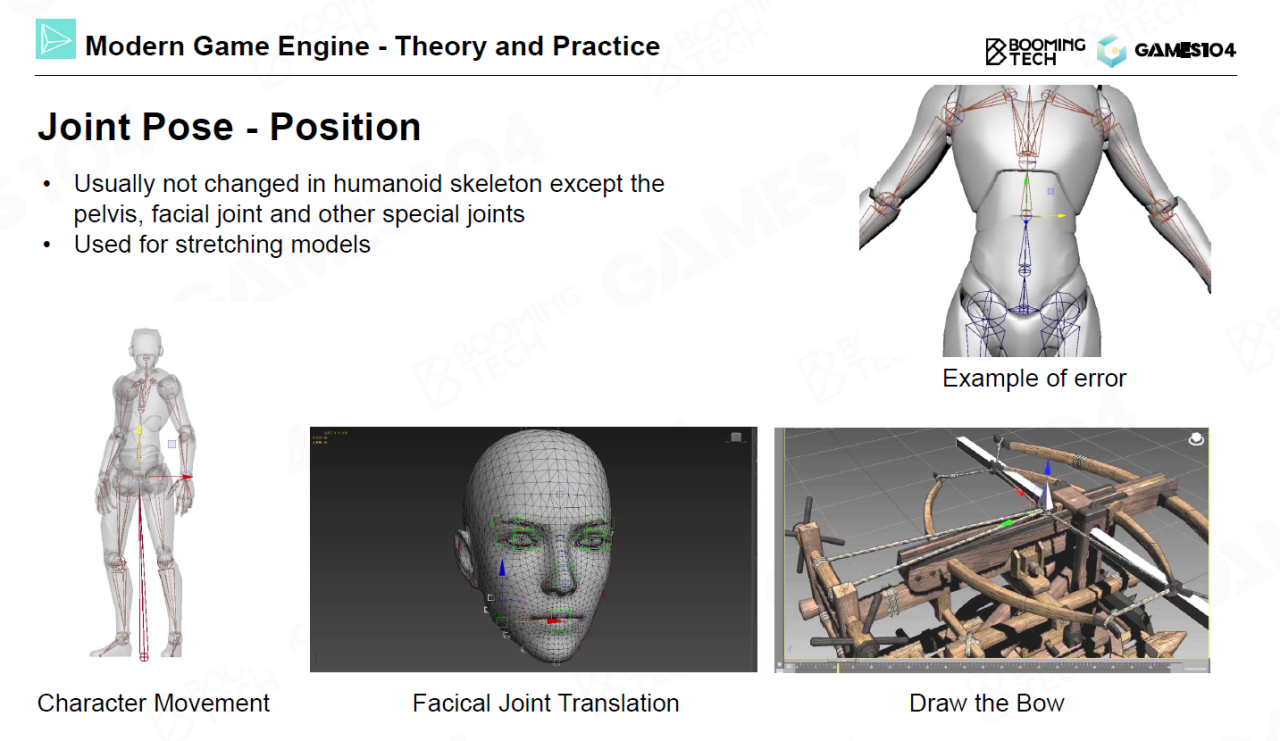 Modern Game Engine - Theory and Practice
BOOMING
TECH
GAMES104
Joint Pose - Position
• Usually not changed in humanoid skeleton except the
pelvis, facial joint and other special joints
• Used for stretching models
Example of error
Character Movement
Facical Joint Translation
Draw the Bow